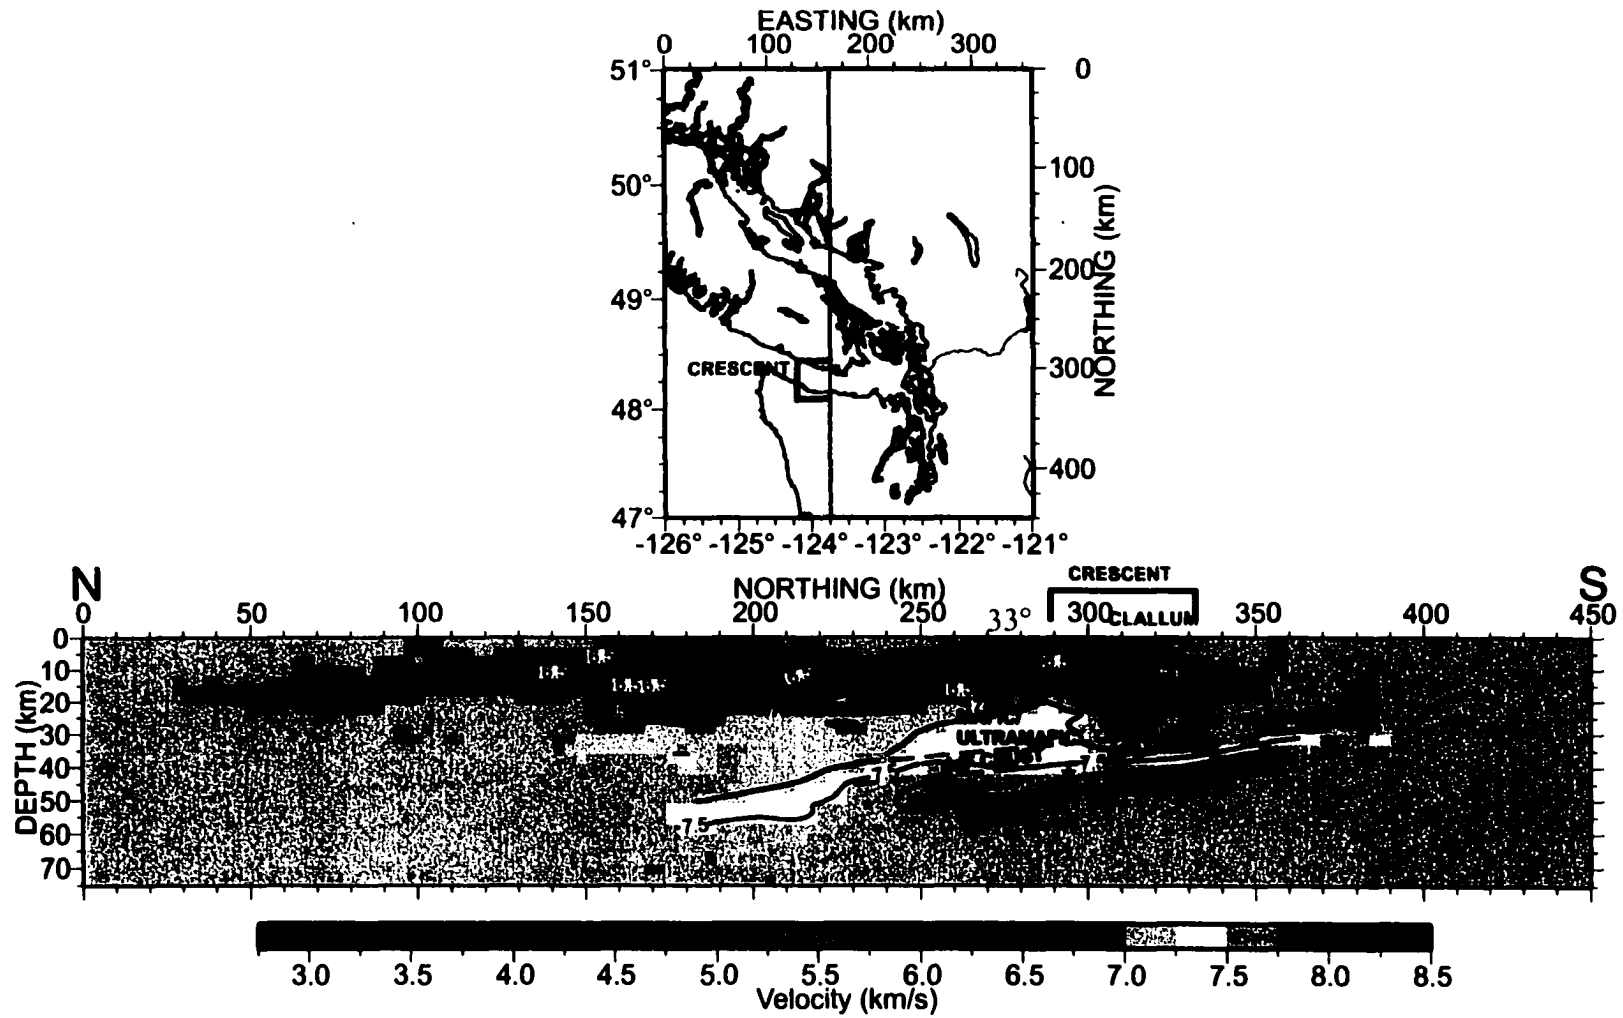 EASTING (km)
0 100 200 300
51° 0
50° 100
49° 200
48° 300
47° 400
NORTHING (km)
CRESCENT
-126° -125° -124° -123° -122° -121°
N S
NORTHING (km)
CRESCENT
0 50 100 150 200 250 33° 300 CLALLUM 350 400 450
DEPTH (km)
0
10
20
30
40
50
60
70
7.5
3.0 3.5 4.0 4.5 5.0 5.5 6.0 6.5 7.0 7.5 8.0 8.5
Velocity (km/s)